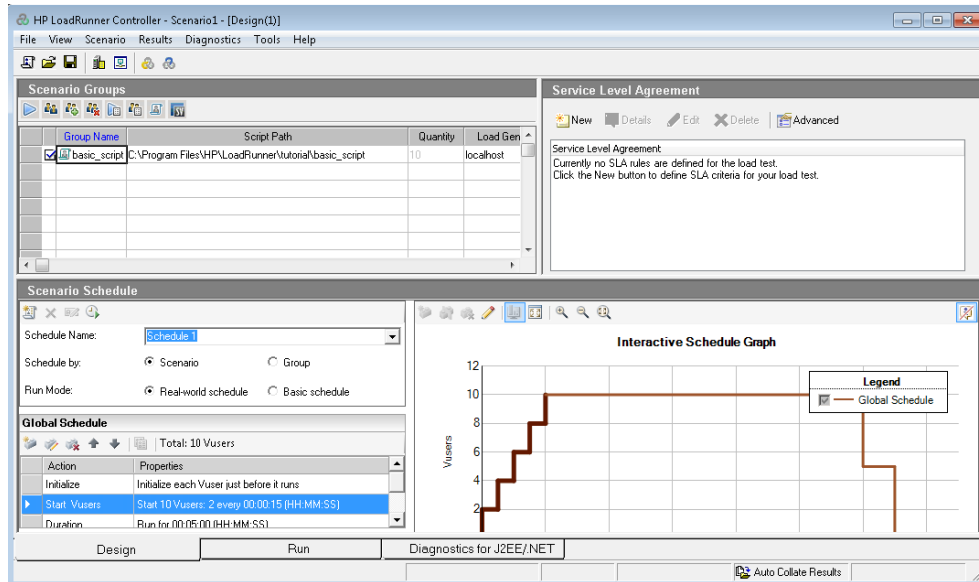 HP LoadRunner Controller - Scenario1 - [Design(1)]
File View Scenario Results Diagnostics Tools Help
Scenario Groups
Group Name Script Path Quantity Load Gen
basic_script C:\Program Files\HP\LoadRunner\tutorial\basic_script 10 localhost
Service Level Agreement
New Details Edit Delete Advanced
Service Level Agreement
Currently no SLA rules are defined for the load test.
Click the New button to define SLA criteria for your load test.
Scenario Schedule
Schedule Name: Schedule 1
Schedule by: Scenario Group
Run Mode: Real-world schedule Basic schedule
Global Schedule
Total: 10 Vusers
Action Properties
Initialize Initialize each Vuser just before it runs
Start Vusers Start 10 Vusers: 2 every 00:00:15 (HH:MM:SS)
Duration Run for 00:05:00 (HH:MM:SS)
Interactive Schedule Graph
12
10
8
6
4
2
Vusers
Legend
Global Schedule
Design Run Diagnostics for J2EE/.NET
Auto Collate Results